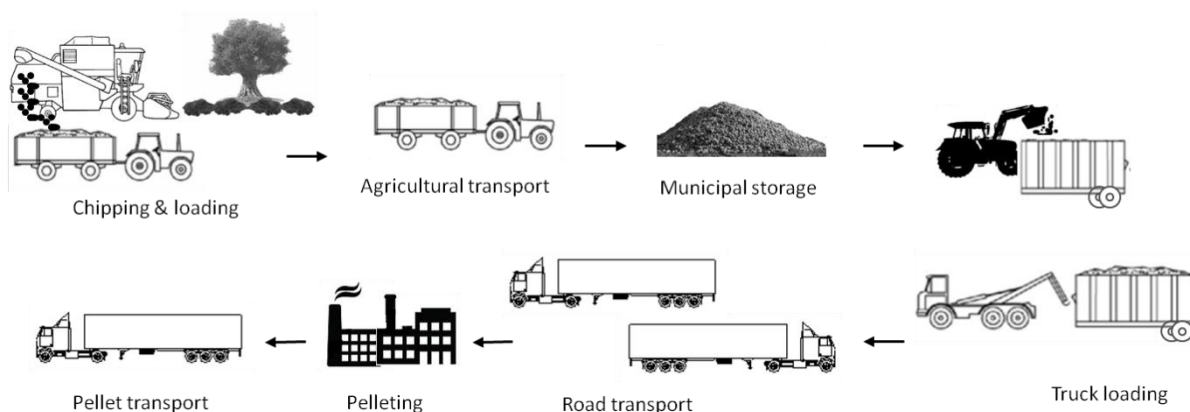 Chipping & loading
Agricultural transport
Municipal storage
Truck loading
Road transport
Pelleting
Pellet transport